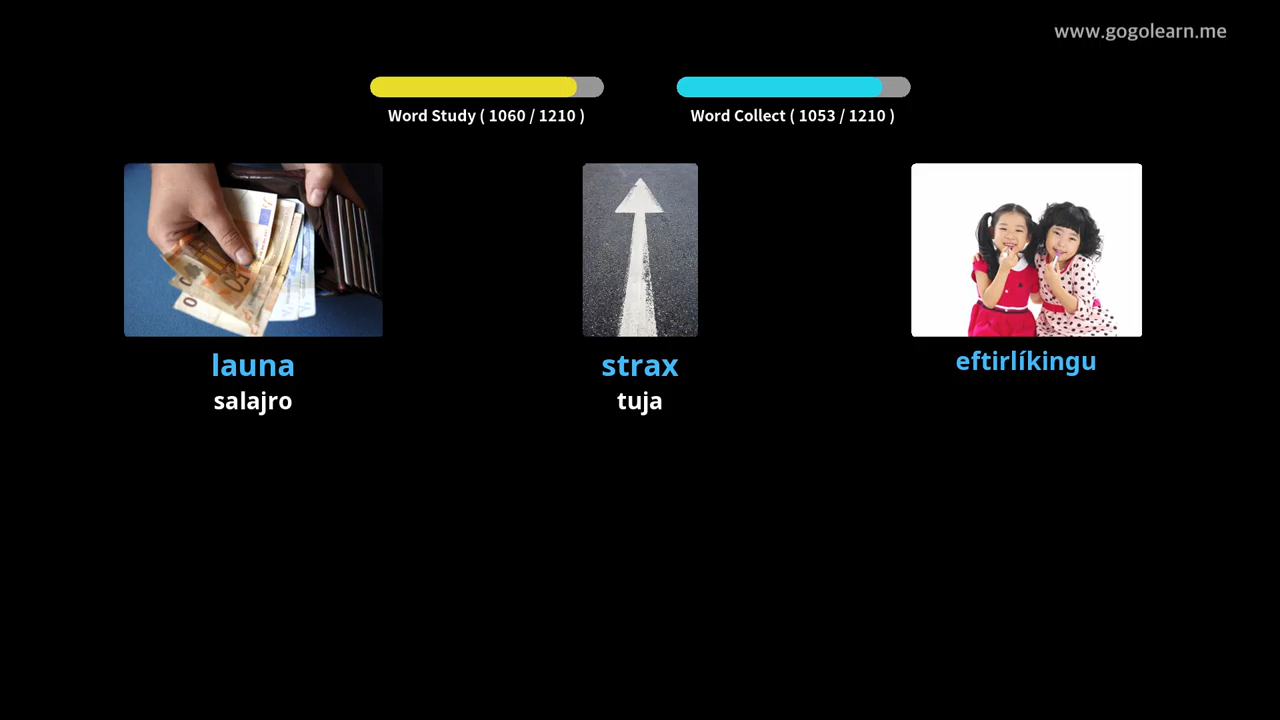 www.gogolearn.me
Word Study ( 1060 / 1210 )
Word Collect ( 1053 / 1210 )
launa
salajro
strax
tuja
eftirlíkingu